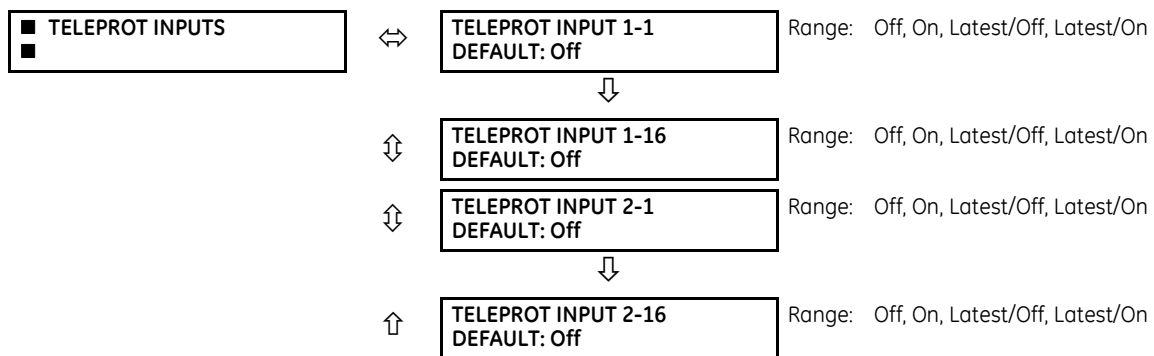 ■ TELEPROT INPUTS
■
⇔
TELEPROT INPUT 1-1
DEFAULT: Off
Range: Off, On, Latest/Off, Latest/On
⇩
⇕
TELEPROT INPUT 1-16
DEFAULT: Off
Range: Off, On, Latest/Off, Latest/On
⇕
TELEPROT INPUT 2-1
DEFAULT: Off
Range: Off, On, Latest/Off, Latest/On
⇩
⇧
TELEPROT INPUT 2-16
DEFAULT: Off
Range: Off, On, Latest/Off, Latest/On